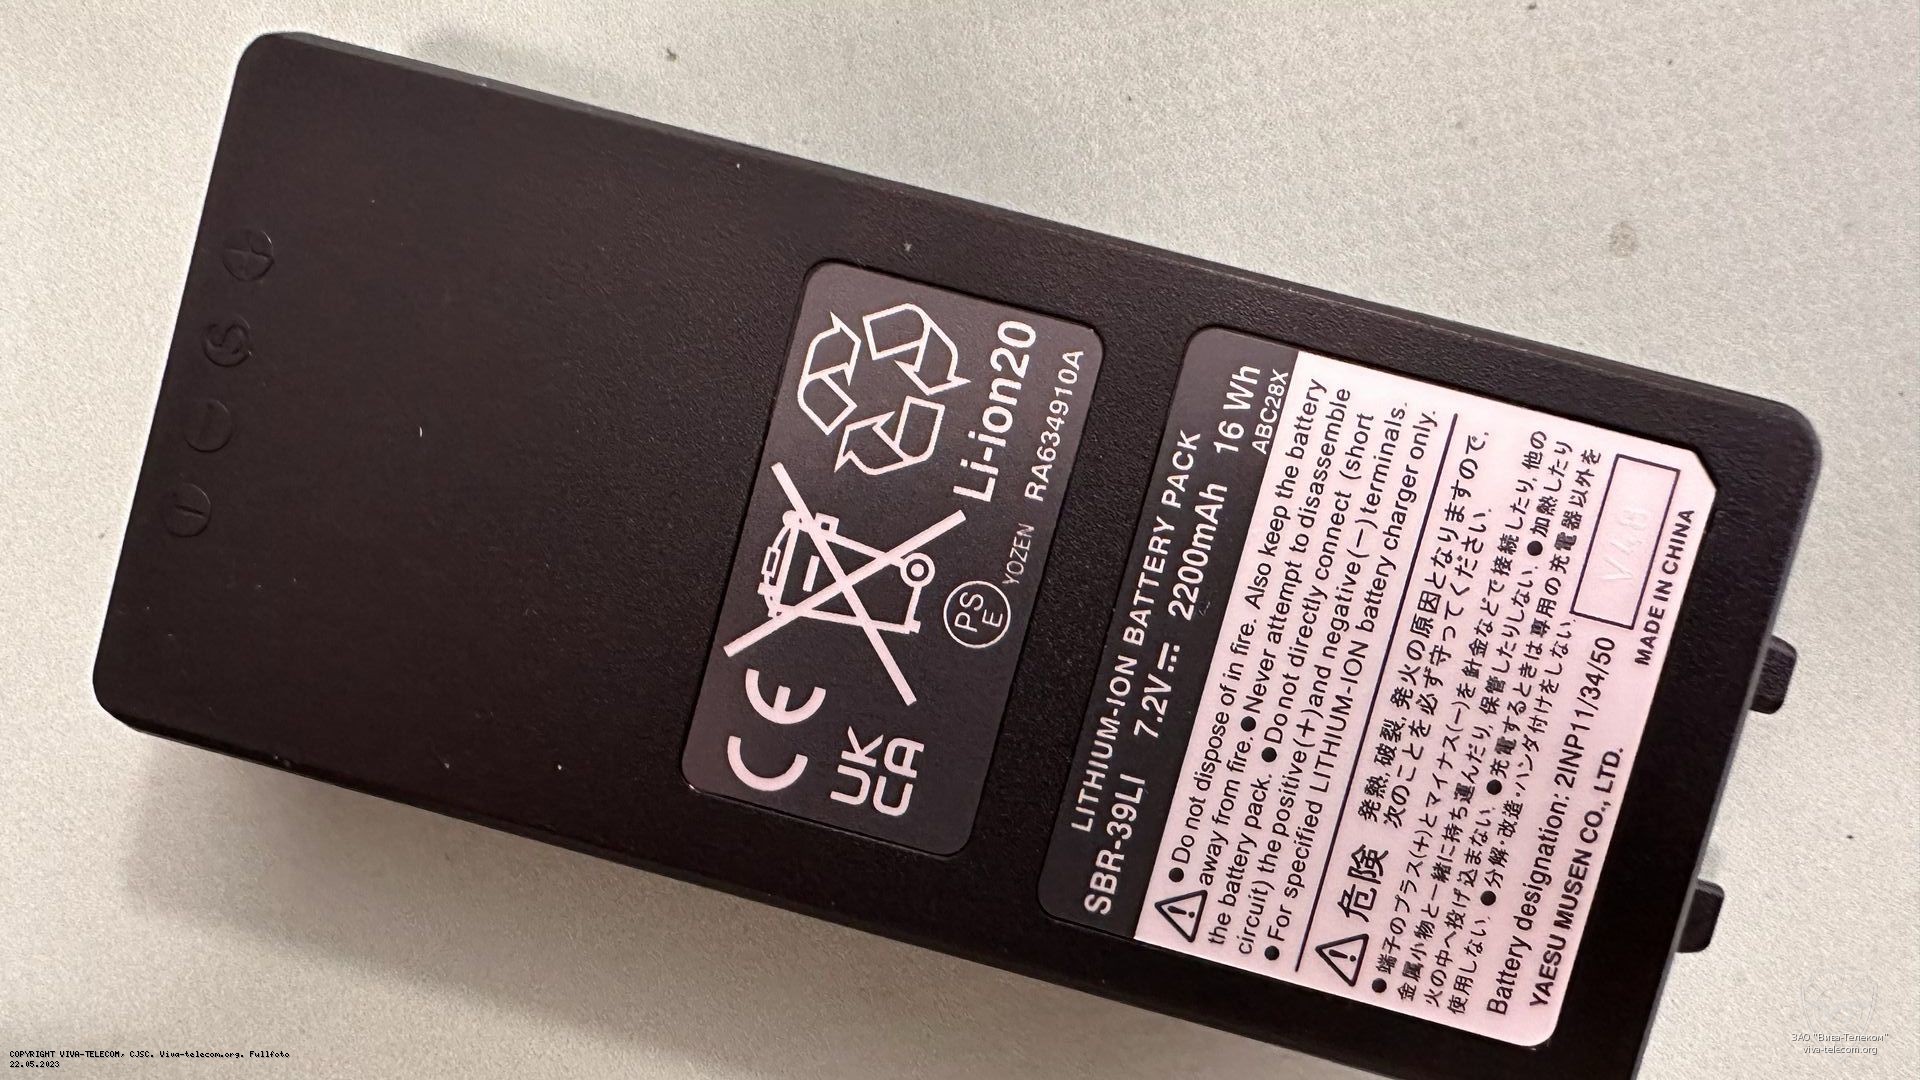 LITHIUM-ION BATTERY PACK
SBR-39LI 7.2V 2200mAh 16 Wh
ABC28X
● Do not dispose of in fire. Also keep the battery
away from fire. ● Never attempt to disassemble
the battery pack. ● Do not directly connect (short
circuit) the positive(+)and negative(−)terminals.
● For specified LITHIUM-ION battery charger only.
危険 発熱, 破裂, 発火の原因となりますので,
次のことを必ず守ってください.
●端子のプラス(+)とマイナス(−)を針金などで接続したり, 他の
金属小物と一緒に持ち運んだり, 保管したりしない. ●加熱したり
火の中へ投げ込まない. ●充電するときは専用の充電器以外を
使用しない. ●分解・改造・ハンダ付けをしない.
Battery designation: 2INP11/34/50
YAESU MUSEN CO., LTD.
MADE IN CHINA
CE
UK
CA
Li-ion20
PS
E
YOZEN RA634910A
COPYRIGHT VIVA-TELECOM, CJSC. Viva-telecom.org. Fullfoto
22.05.2023
ЗАО "Вива-Телеком"
viva-telecom.org